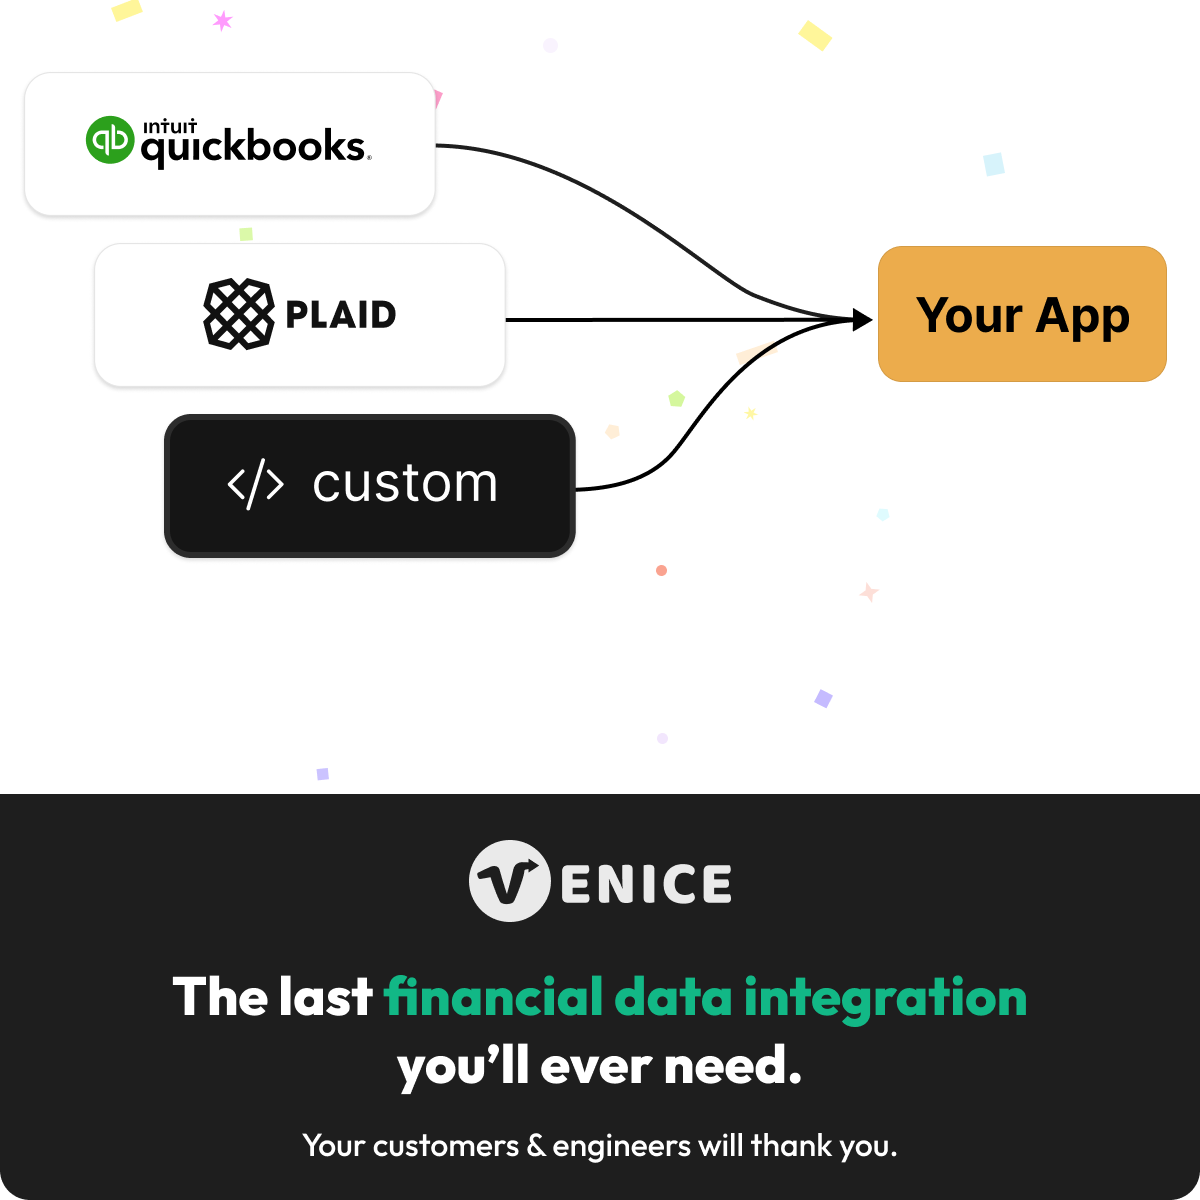 intuit
quickbooks®
PLAID
</> custom
Your App
VENICE
The last financial data integration
you’ll ever need.
Your customers & engineers will thank you.